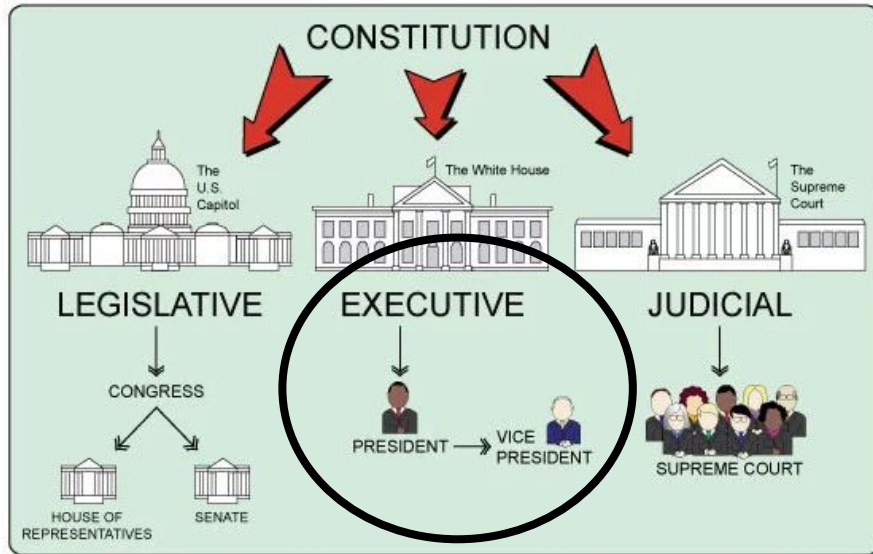 CONSTITUTION
The
U.S.
Capitol
The White House
The
Supreme
Court
LEGISLATIVE
EXECUTIVE
JUDICIAL
CONGRESS
HOUSE OF
REPRESENTATIVES
SENATE
PRESIDENT
VICE
PRESIDENT
SUPREME COURT